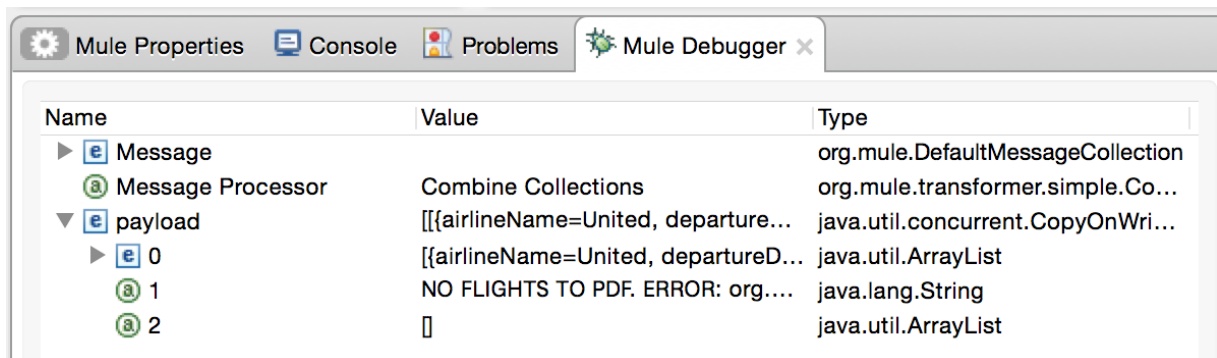 Mule Properties Console Problems Mule Debugger
Name Value Type
e Message org.mule.DefaultMessageCollection
a Message Processor Combine Collections org.mule.transformer.simple.Co...
e payload [[{airlineName=United, departure... java.util.concurrent.CopyOnWri...
e 0 [{airlineName=United, departureD... java.util.ArrayList
a 1 NO FLIGHTS TO PDF. ERROR: org.... java.lang.String
a 2 [] java.util.ArrayList